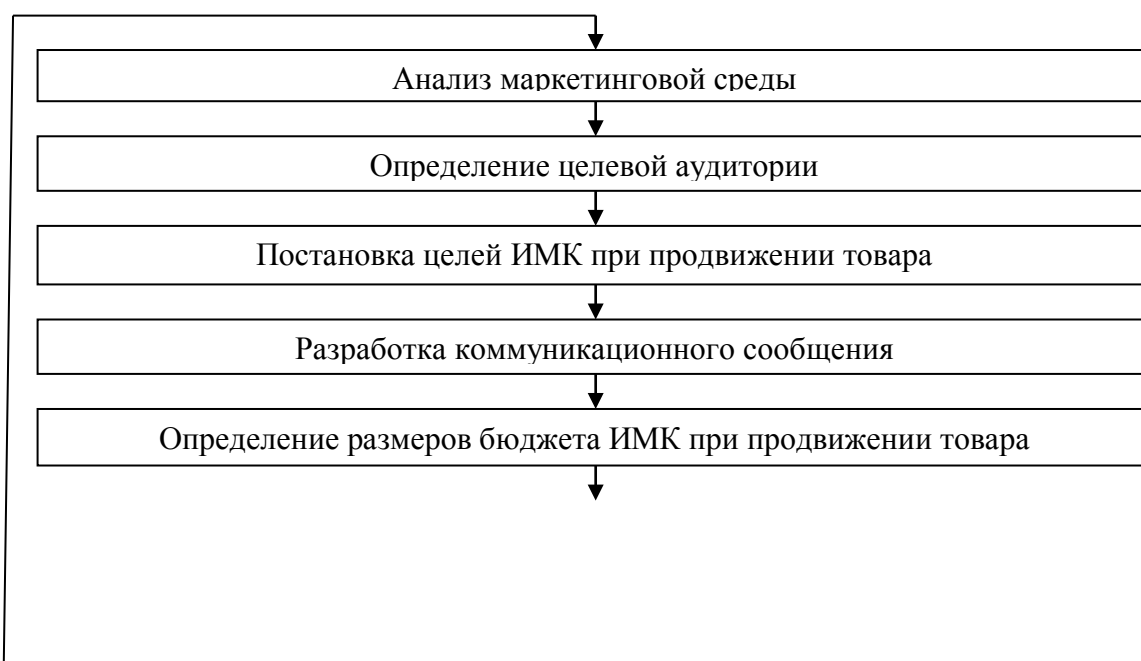 Анализ маркетинговой среды
Определение целевой аудитории
Постановка целей ИМК при продвижении товара
Разработка коммуникационного сообщения
Определение размеров бюджета ИМК при продвижении товара